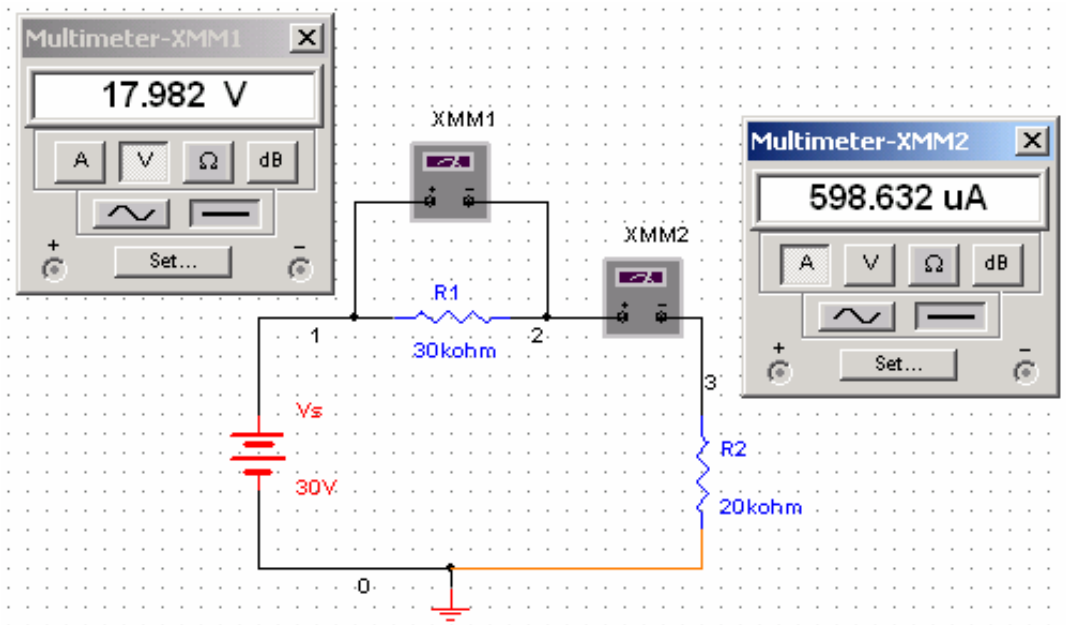 Multimeter-XMM1
17.982 V
A V Ω dB
+ Set... -
XMM1
+ -
Multimeter-XMM2
598.632 uA
A V Ω dB
+ Set... -
XMM2
+ -
R1
1 2
30kohm
3
Vs
30V
R2
20kohm
0